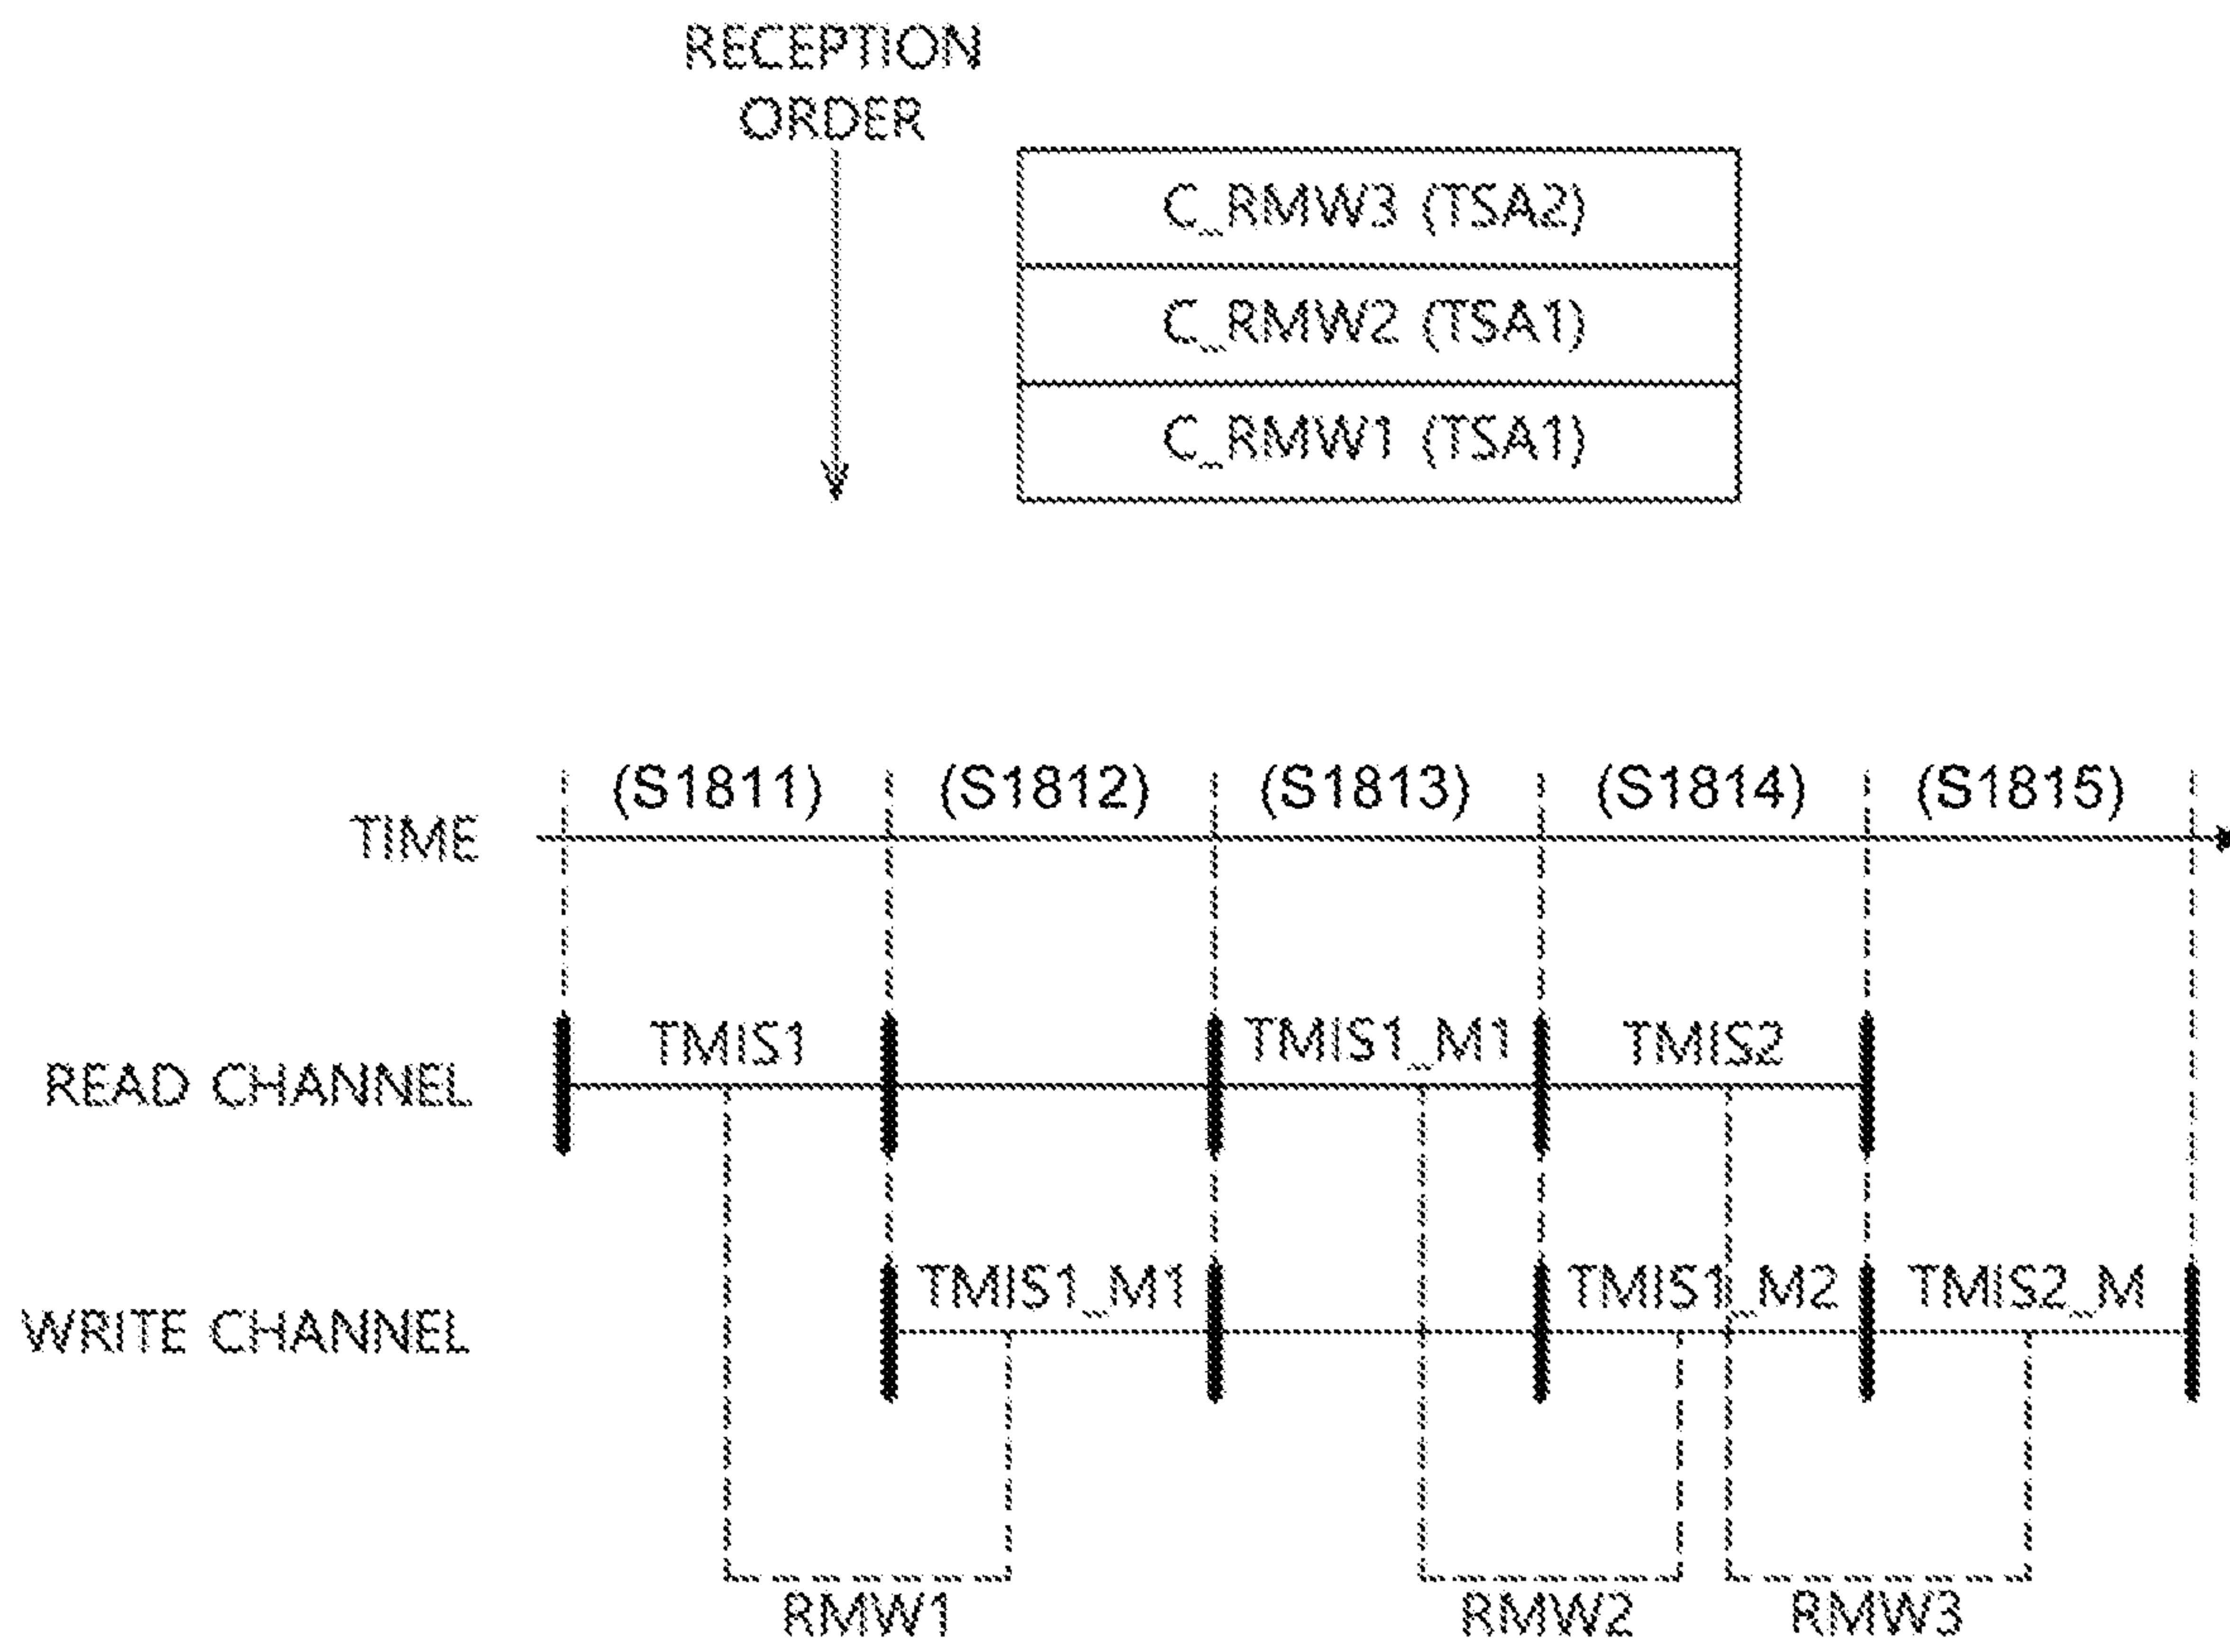 RECEPTION
ORDER
C_RMW3 (TSA2)
C_RMW2 (TSA1)
C_RMW1 (TSA1)
(S1811) (S1812) (S1813) (S1814) (S1815)
TIME
TMIS1 TMIS1_M1 TMIS2
READ CHANNEL
TMIS1_M1 TMIS1_M2 TMIS2_M
WRITE CHANNEL
RMW1 RMW2 RMW3